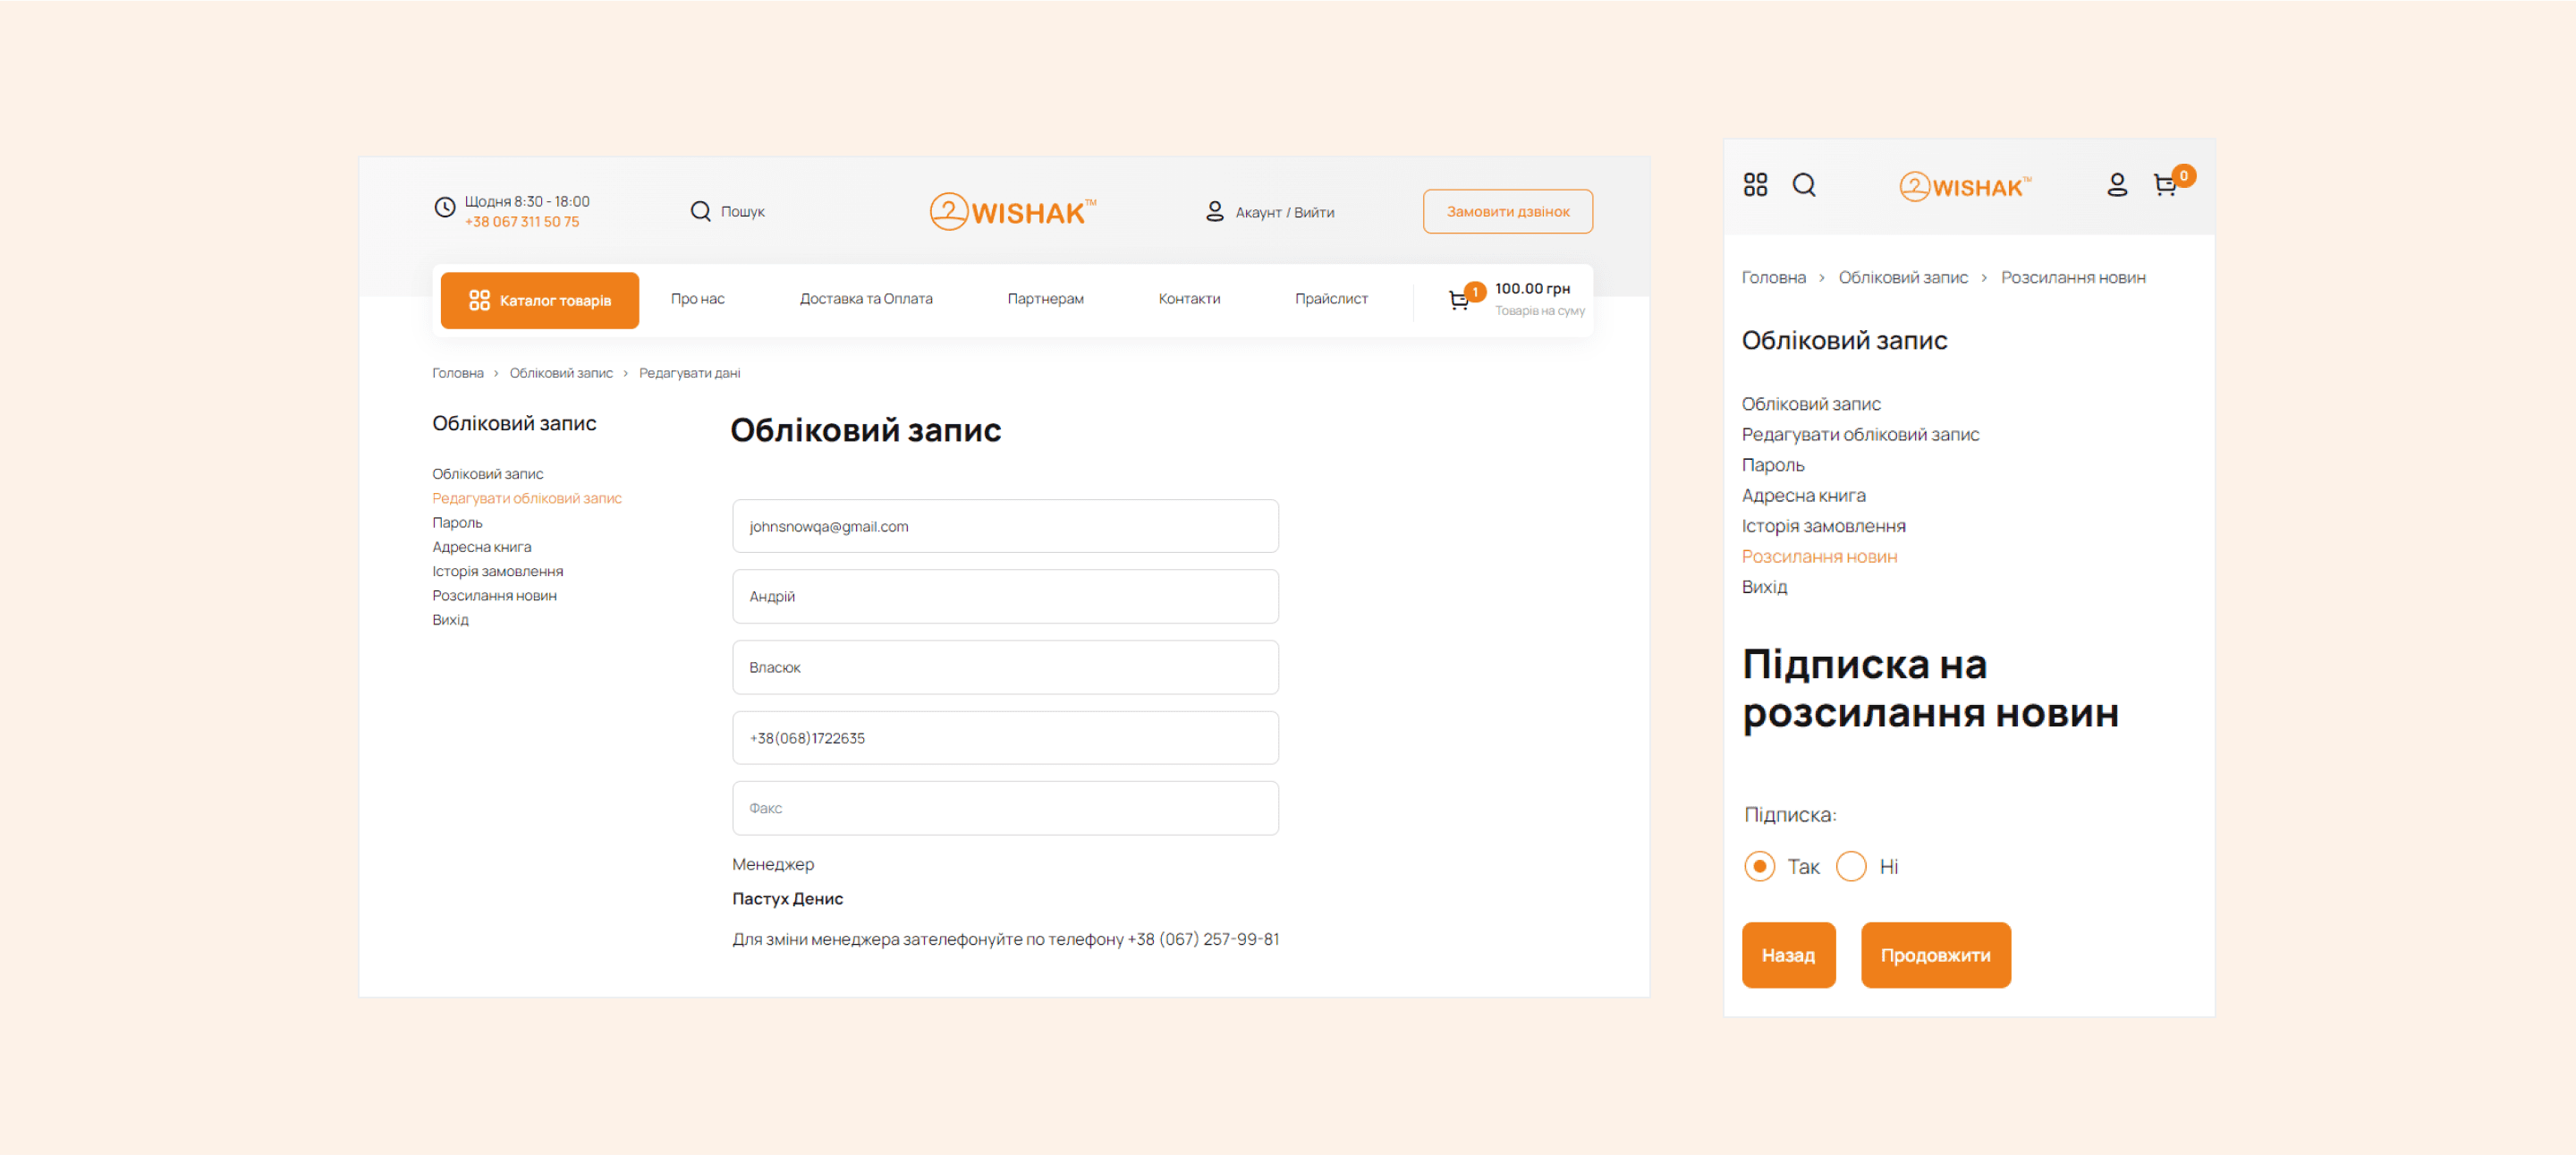 Щодня 8:30 - 18:00
+38 067 311 50 75
Пошук
2WISHAK™
Акаунт / Вийти
Замовити дзвінок
Каталог товарів
Про нас
Доставка та Оплата
Партнерам
Контакти
Прайслист
1
100.00 грн
Товарів на суму
Головна > Обліковий запис > Редагувати дані
Обліковий запис
Обліковий запис
Редагувати обліковий запис
Пароль
Адресна книга
Історія замовлення
Розсилання новин
Вихід
Обліковий запис
johnsnowqa@gmail.com
Андрій
Власюк
+38(068)1722635
Факс
Менеджер
Пастух Денис
Для зміни менеджера зателефонуйте по телефону +38 (067) 257-99-81
2WISHAK™
0
Головна > Обліковий запис > Розсилання новин
Обліковий запис
Обліковий запис
Редагувати обліковий запис
Пароль
Адресна книга
Історія замовлення
Розсилання новин
Вихід
Підписка на
розсилання новин
Підписка:
Так
Ні
Назад
Продовжити